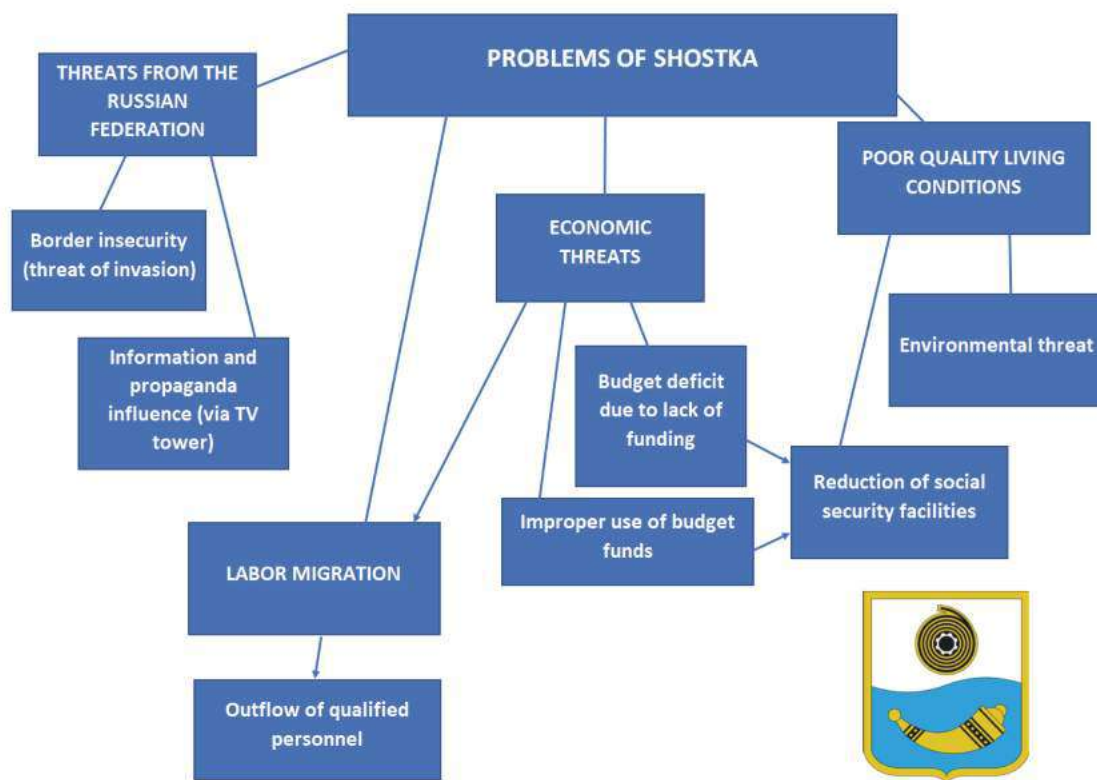 PROBLEMS OF SHOSTKA
THREATS FROM THE
RUSSIAN
FEDERATION
POOR QUALITY LIVING
CONDITIONS
Border insecurity
(threat of invasion)
ECONOMIC
THREATS
Information and
propaganda
influence (via TV
tower)
Environmental threat
Budget deficit
due to lack of
funding
Reduction of social
security facilities
Improper use of budget
funds
LABOR MIGRATION
Outflow of qualified
personnel